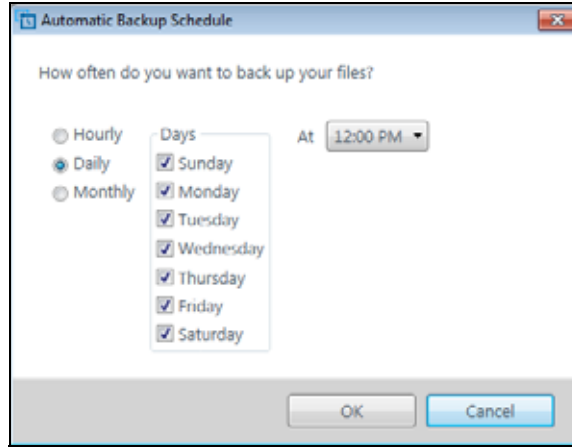 Automatic Backup Schedule
How often do you want to back up your files?
Hourly
Daily
Monthly
Days
Sunday
Monday
Tuesday
Wednesday
Thursday
Friday
Saturday
At 12:00 PM
OK Cancel